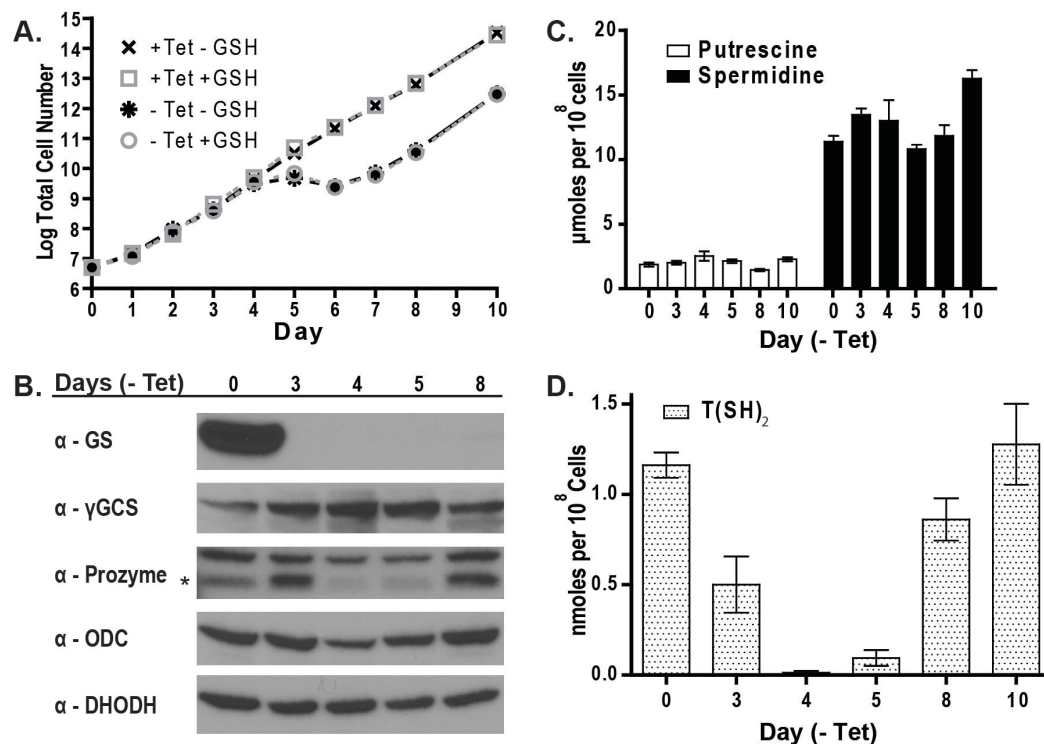 A.
15
14
13
12
11
10
9
8
7
6
Log Total Cell Number
+Tet - GSH
+Tet +GSH
- Tet - GSH
- Tet +GSH
0 1 2 3 4 5 6 7 8 10
Day
B. Days (- Tet) 0 3 4 5 8
α - GS
α - γGCS
α - Prozyme *
α - ODC
α - DHODH
C.
Putrescine
Spermidine
20
15
10
5
0
μmoles per 10⁸ cells
0 3 4 5 8 10 0 3 4 5 8 10
Day (- Tet)
D.
T(SH)₂
1.5
1.0
0.5
0.0
nmoles per 10⁸ Cells
0 3 4 5 8 10
Day (- Tet)